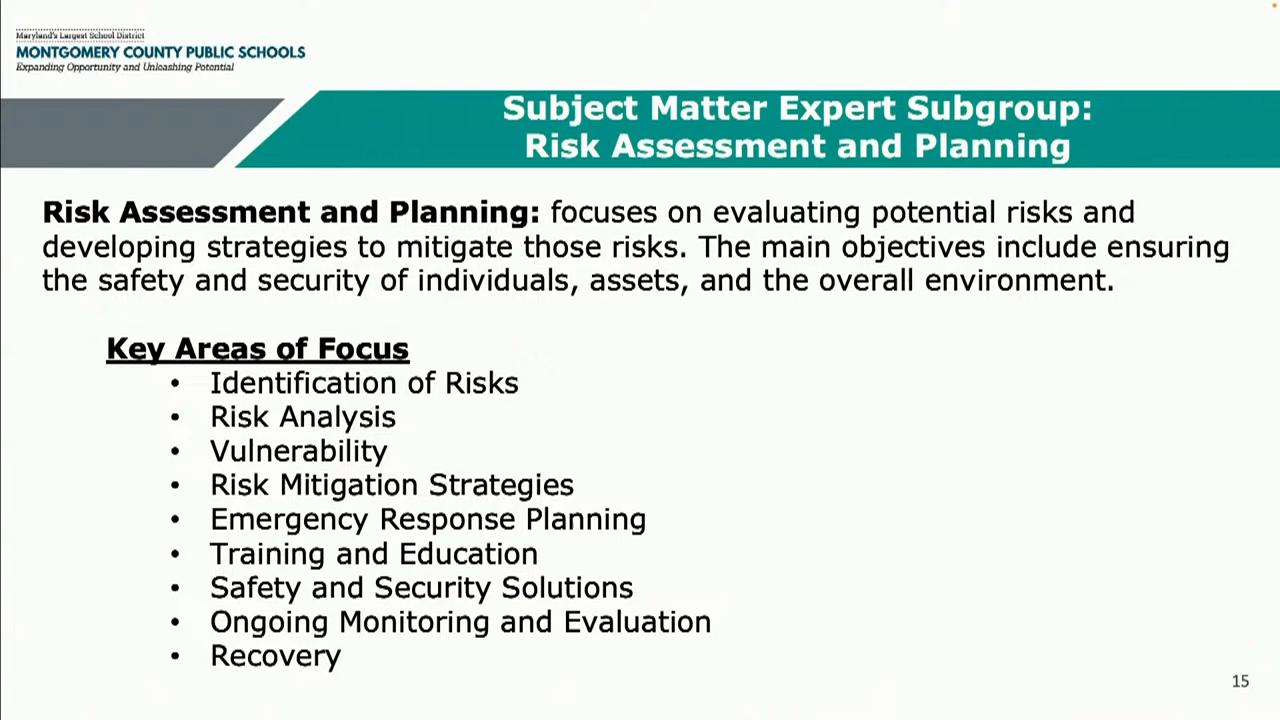 Maryland's Largest School District
MONTGOMERY COUNTY PUBLIC SCHOOLS
Expanding Opportunity and Unleashing Potential
Subject Matter Expert Subgroup:
Risk Assessment and Planning
Risk Assessment and Planning: focuses on evaluating potential risks and
developing strategies to mitigate those risks. The main objectives include ensuring
the safety and security of individuals, assets, and the overall environment.
Key Areas of Focus
• Identification of Risks
• Risk Analysis
• Vulnerability
• Risk Mitigation Strategies
• Emergency Response Planning
• Training and Education
• Safety and Security Solutions
• Ongoing Monitoring and Evaluation
• Recovery
15